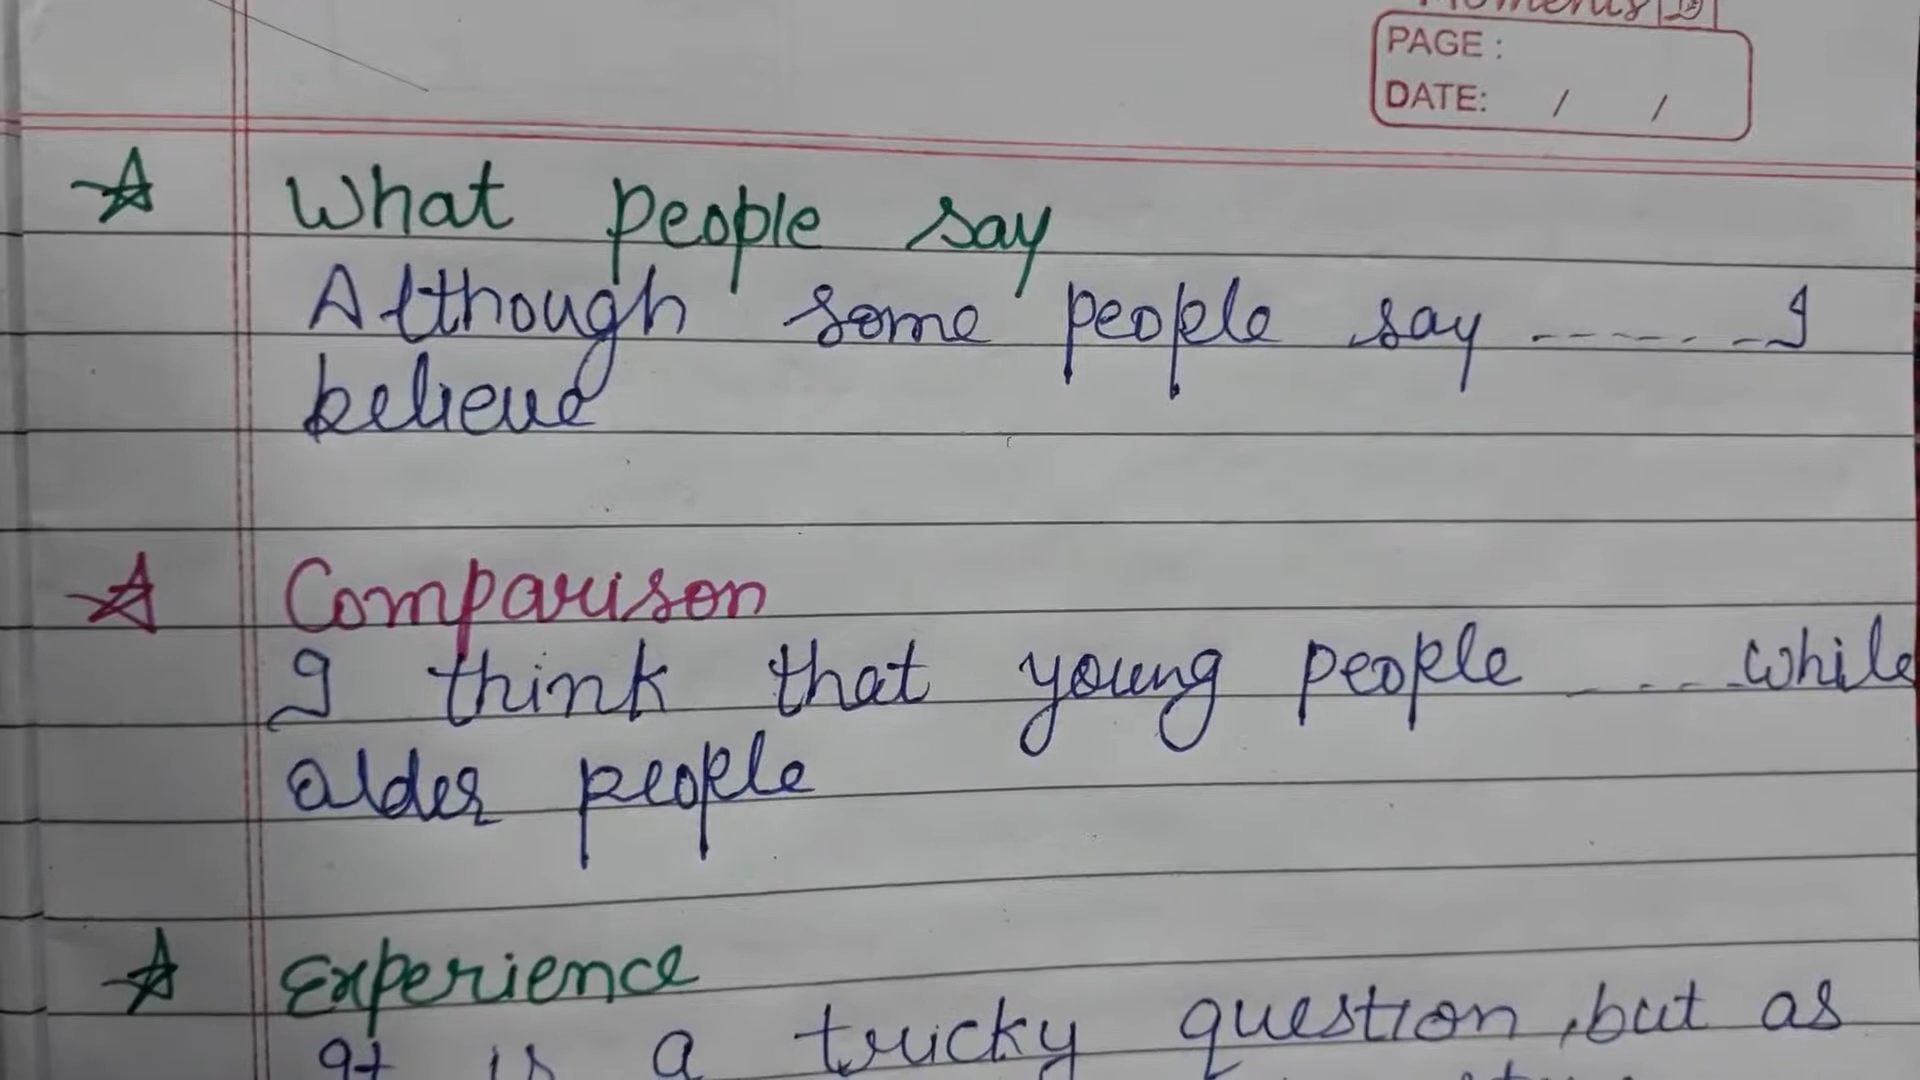 PAGE :
DATE: / /
What people say
Although some people say ------- I
believe
Comparison
I think that young people ---- while
older people
Experience
It is a tricky question, but as